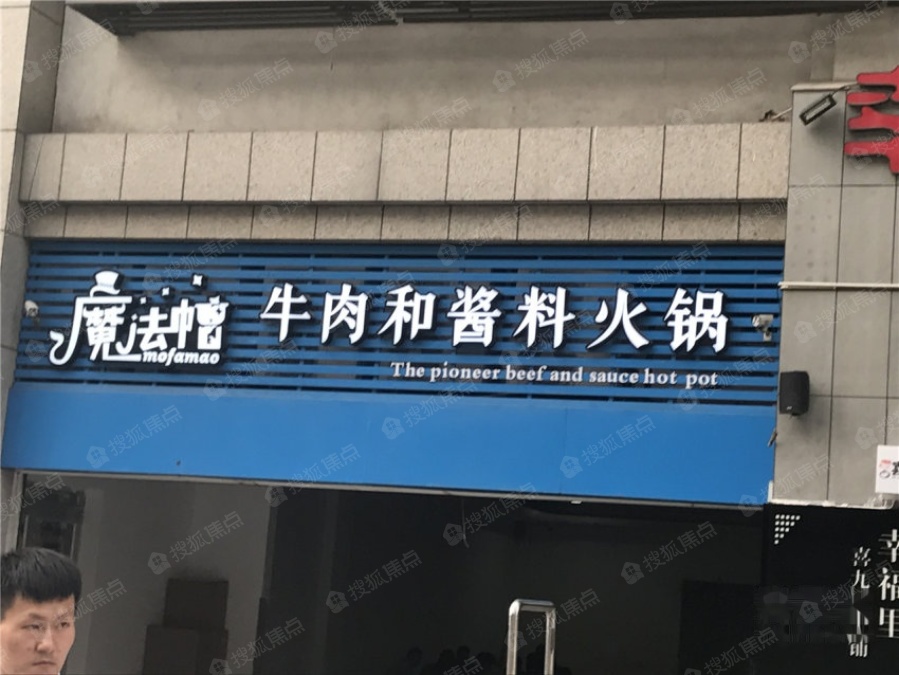 魔法帽
mofamao
牛肉和酱料火锅
The pioneer beef and sauce hot pot
幸福里
搜狐焦点